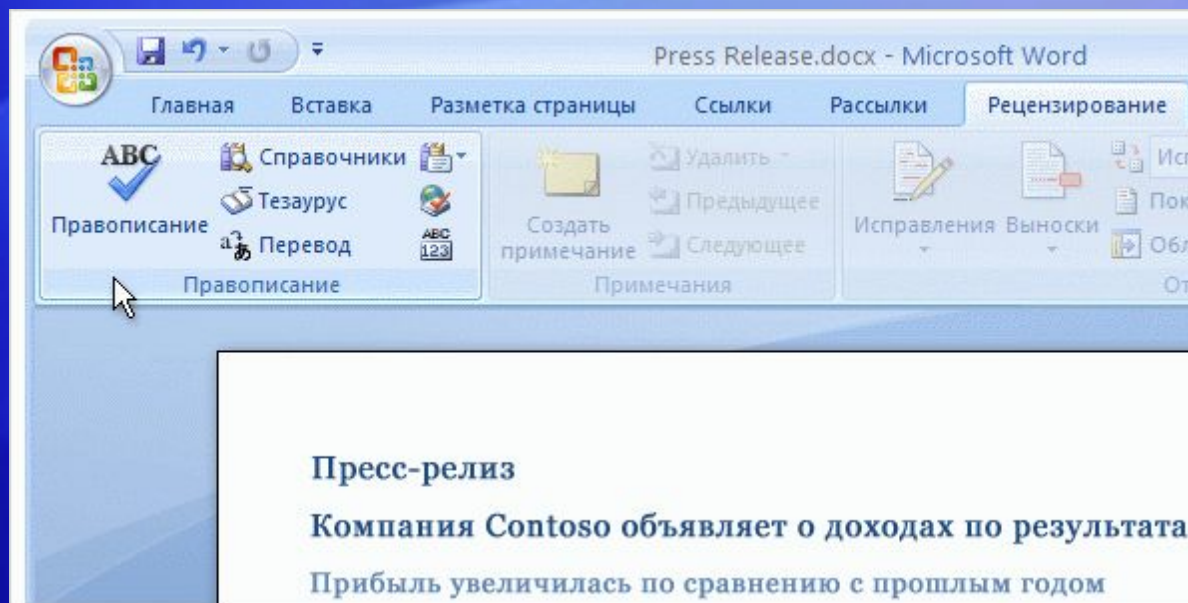 Press Release.docx - Microsoft Word
Главная Вставка Разметка страницы Ссылки Рассылки Рецензирование
ABC
Правописание
Справочники
Тезаурус
Перевод
ABC
123
Правописание
Создать
примечание
Удалить
Предыдущее
Следующее
Примечания
Исправления
Выноски
Пресс-релиз
Компания Contoso объявляет о доходах по результата
Прибыль увеличилась по сравнению с прошлым годом